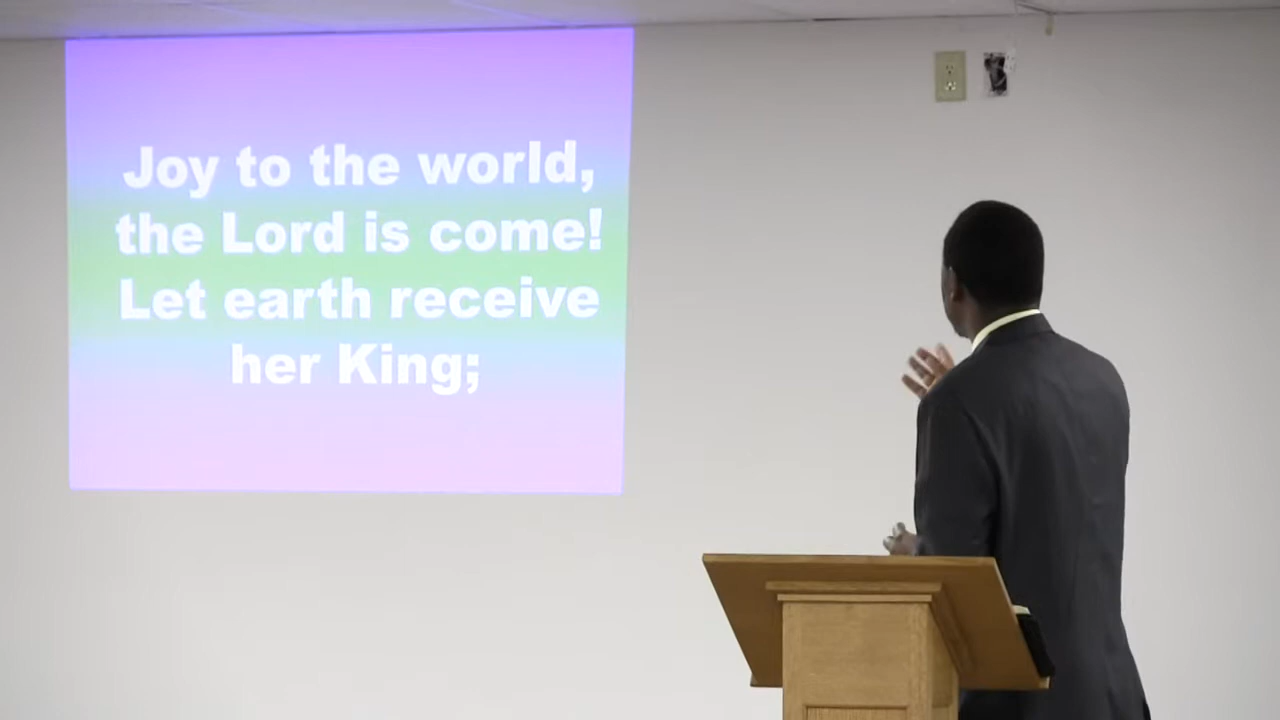 Joy to the world,
the Lord is come!
Let earth receive
her King;